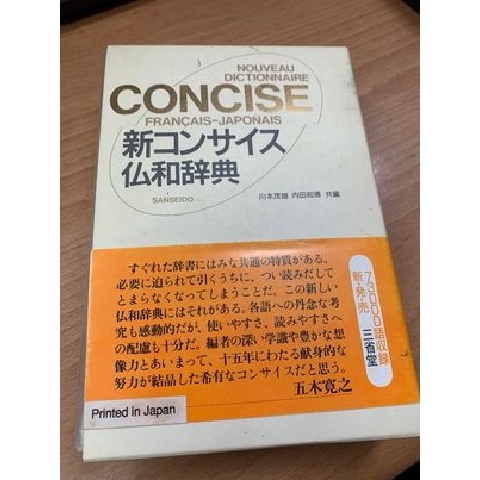 NOUVEAU
DICTIONNAIRE
CONCISE
FRANÇAIS-JAPONAIS
新コンサイス
仏和辞典
SANSEIDO
川本茂雄 内田和博 共編
すぐれた辞書にはみな共通の特質がある。
必要に迫られて引くうちに、つい読みだして
とまらなくなってしまうことだ。この新しい
仏和辞典にはそれがある。各語への丹念な考
究も感動的だが、使いやすさ、読みやすさへ
の配慮も十分だ。編者の深い学識や豊かな想
像力とあいまって、十五年にわたる献身的な
努力が結晶した希有なコンサイスだと思う。
五木寛之
73000語収録
新・発・売 三省堂
Printed in Japan